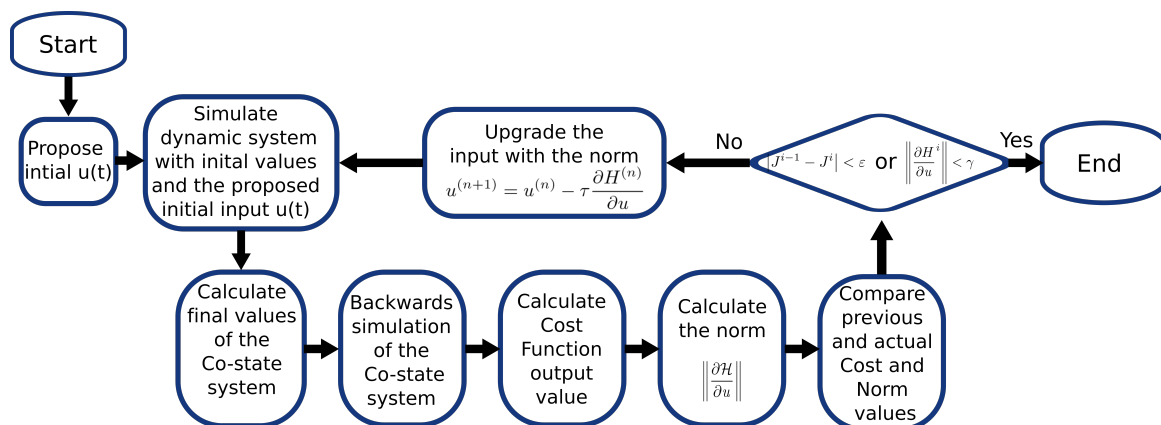 Start
Propose
intial u(t)
Simulate
dynamic system
with inital values
and the proposed
initial input u(t)
Calculate
final values
of the
Co-state
system
Backwards
simulation
of the
Co-state
system
Calculate
Cost
Function
output
value
Calculate
the norm
‖∂ℋ/∂u‖
Compare
previous
and actual
Cost and
Norm
values
|J^{i-1} − J^i| < ε or ‖∂H^i/∂u‖ < γ
No
Upgrade the
input with the norm
u^{(n+1)} = u^{(n)} − τ ∂H^{(n)}/∂u
Yes
End